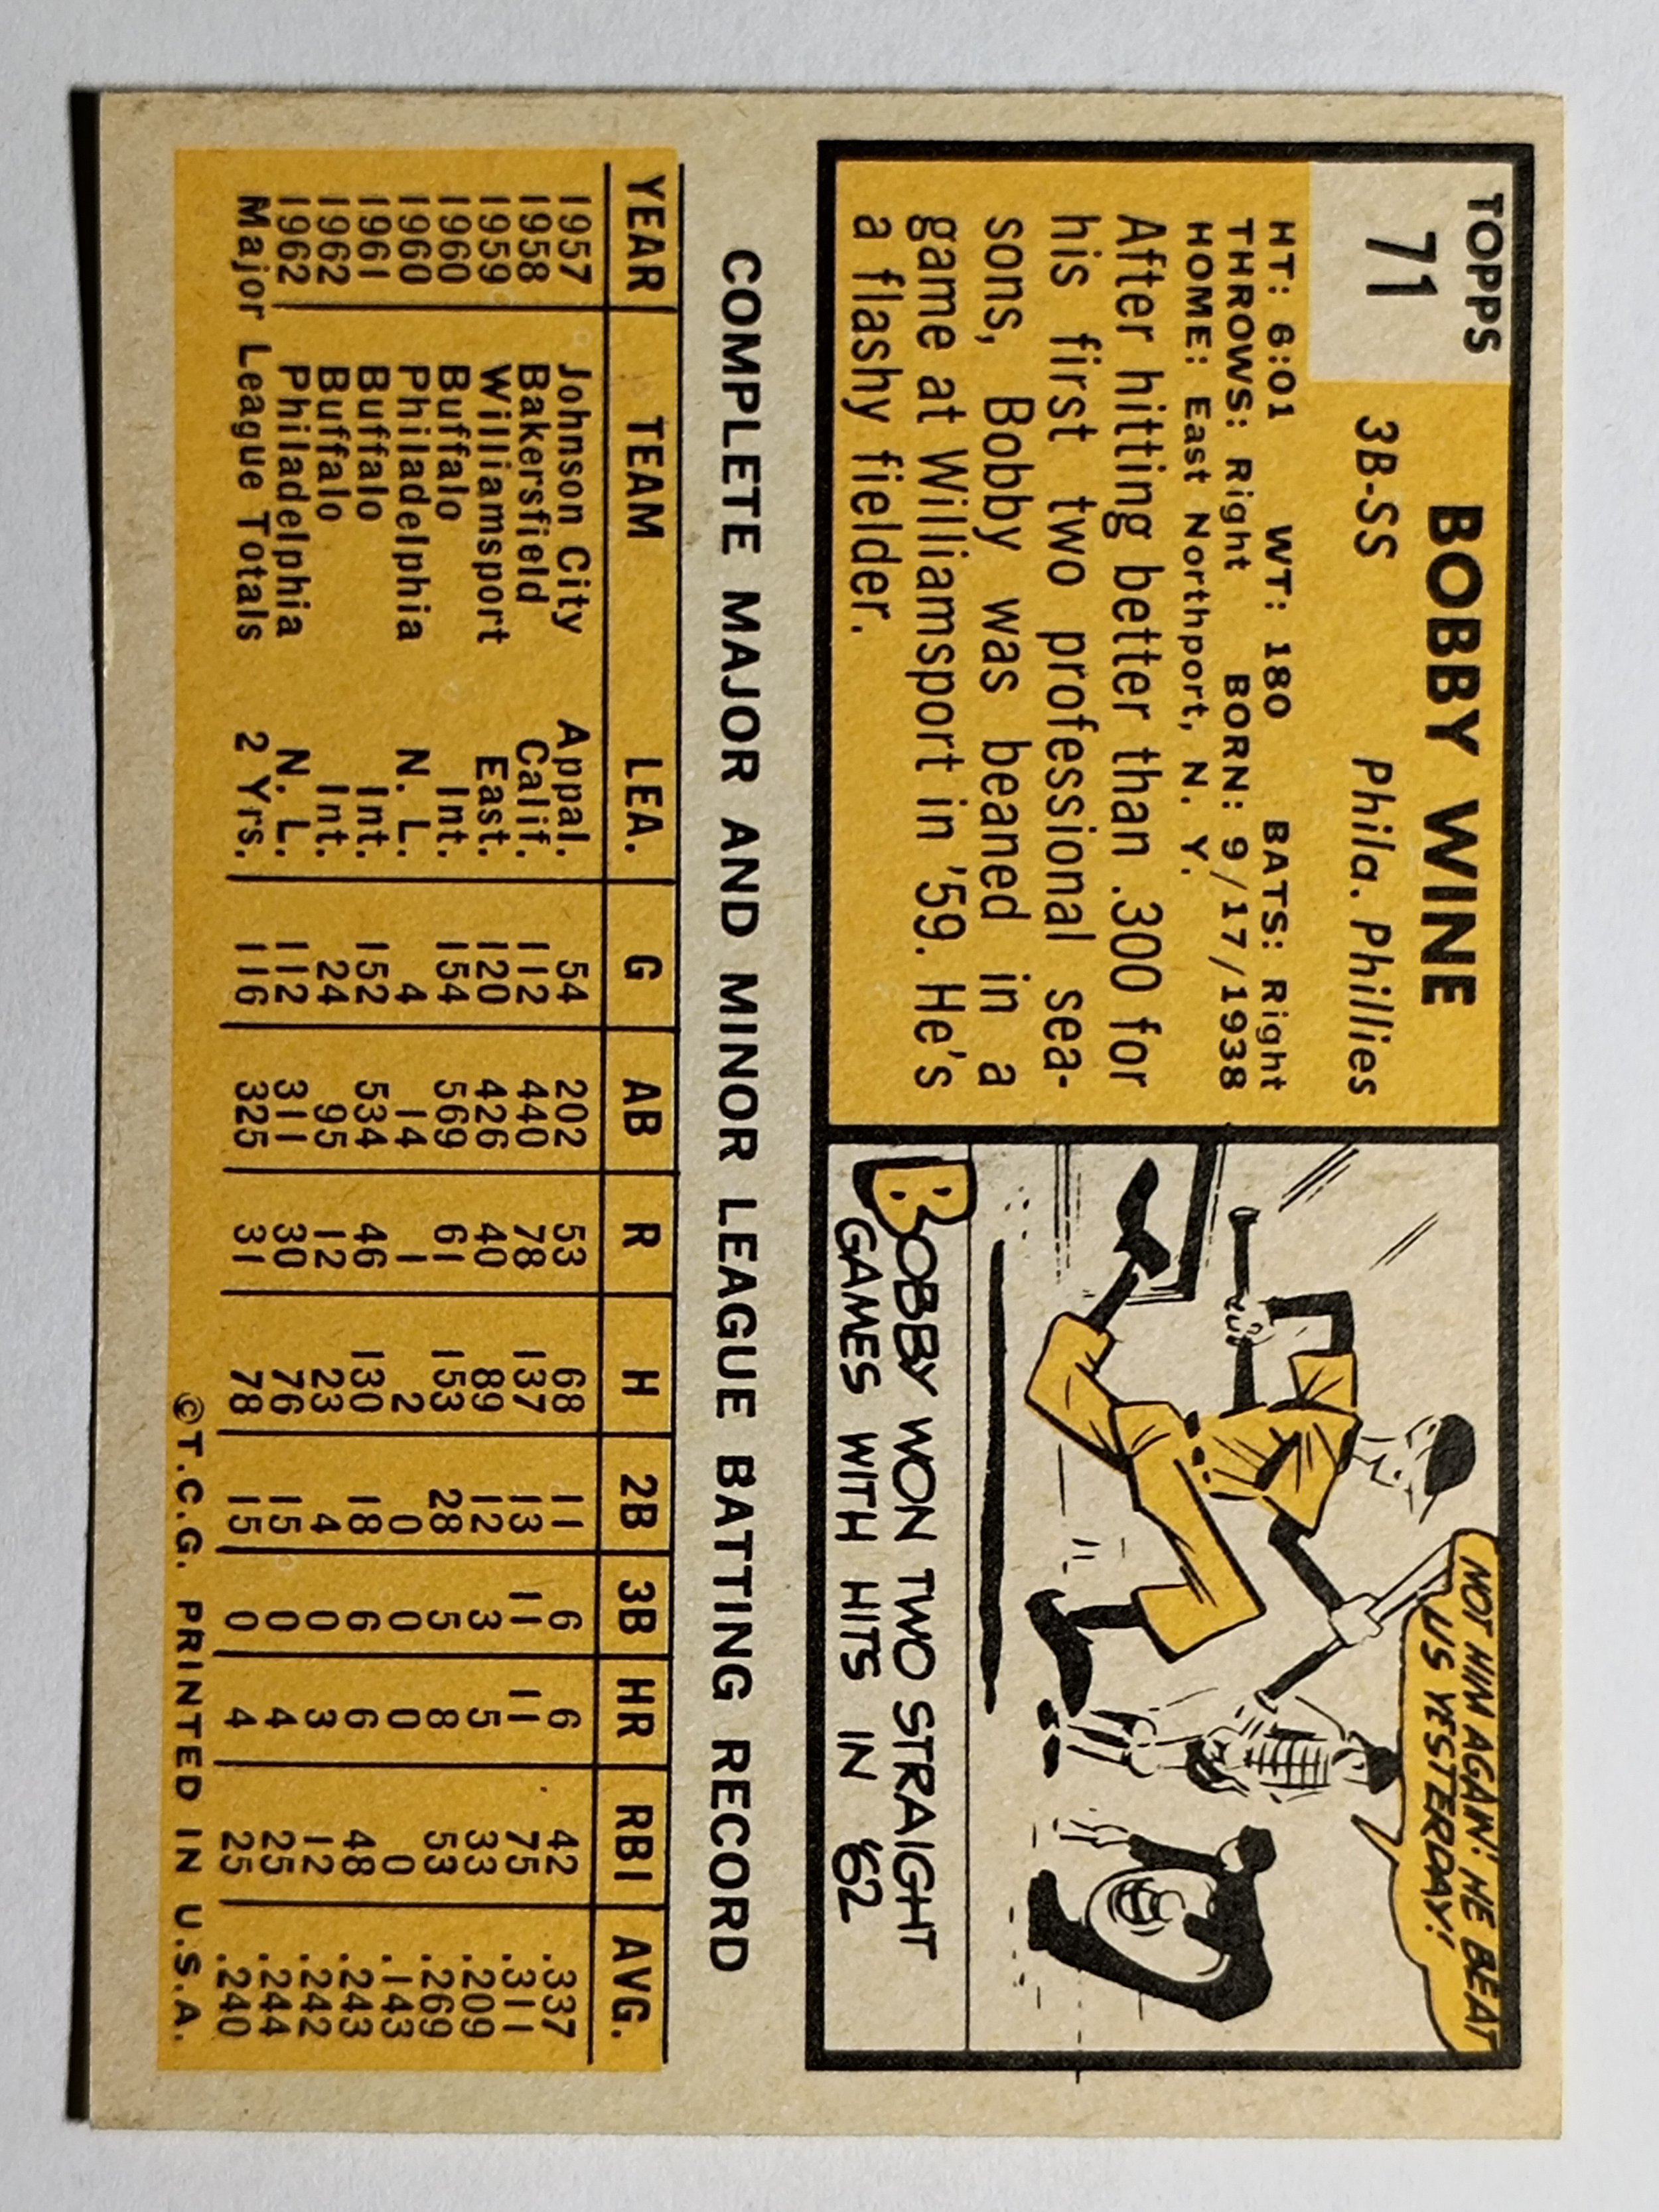 TOPPS
71
BOBBY WINE
3B-SS Phila. Phillies
HT: 6:01 WT: 180 BATS: Right
THROWS: Right BORN: 9/17/1938
HOME: East Northport, N. Y.
After hitting better than .300 for
his first two professional sea-
sons, Bobby was beaned in a
game at Williamsport in '59. He's
a flashy fielder.
NOT HIM AGAIN! HE BEAT
US YESTERDAY!
BOBBY WON TWO STRAIGHT
GAMES WITH HITS IN '62
COMPLETE MAJOR AND MINOR LEAGUE BATTING RECORD
YEAR TEAM LEA. G AB R H 2B 3B HR RBI AVG.
1957 Johnson City Appal. 54 202 53 68 11 6 6 42 .337
1958 Bakersfield Calif. 112 440 78 137 13 11 11 75 .311
1959 Williamsport East. 120 426 40 89 12 3 5 33 .209
1960 Buffalo Int. 154 569 61 153 28 5 8 53 .269
1960 Philadelphia N. L. 4 14 1 2 0 0 0 0 .143
1961 Buffalo Int. 152 534 46 130 18 6 6 48 .243
1962 Buffalo Int. 24 95 12 23 4 0 3 12 .242
1962 Philadelphia N. L. 112 311 30 76 15 0 4 25 .244
Major League Totals 2 Yrs. 116 325 31 78 15 0 4 25 .240
©T.C.G. PRINTED IN U.S.A.